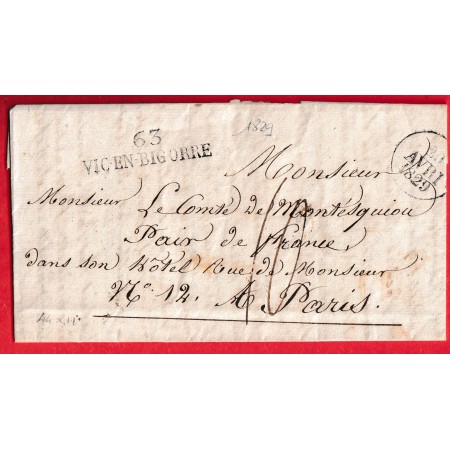 63
VIC-EN-BIGORRE
1829
AVRIL
1829
Monsieur
Monsieur Le Comte de Montesquiou
Pair de France,
dans son hôtel Rue de Monsieur
No. 12. A Paris.